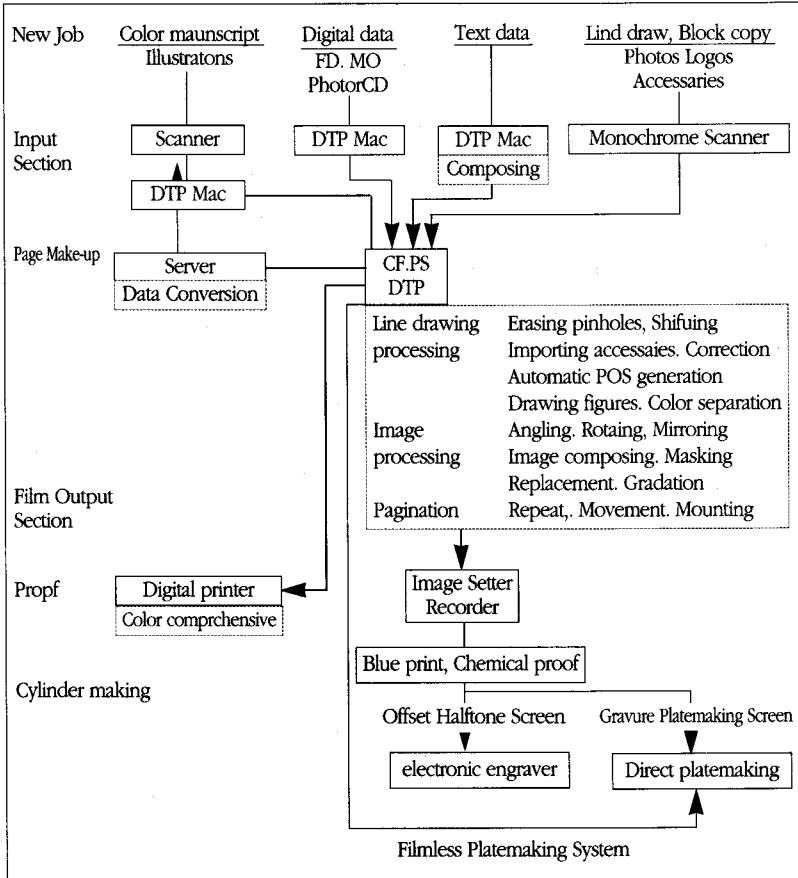 New Job
Color maunscript
Illustratons
Digital data
FD. MO
PhotorCD
Text data
Lind draw, Block copy
Photos Logos
Accessaries
Input
Section
Scanner
DTP Mac
DTP Mac
Composing
Monochrome Scanner
DTP Mac
Page Make-up
Server
Data Conversion
CF.PS
DTP
Line drawing
processing
Erasing pinholes, Shifuing
Importing accessaies. Correction
Automatic POS generation
Drawing figures. Color separation
Image
processing
Angling. Rotaing, Mirroring
Image composing. Masking
Replacement. Gradation
Pagination
Repeat,. Movement. Mounting
Film Output
Section
Propf
Digital printer
Color comprchensive
Image Setter
Recorder
Blue print, Chemical proof
Cylinder making
Offset Halftone Screen
Gravure Platemaking Screen
electronic engraver
Direct platemaking
Filmless Platemaking System